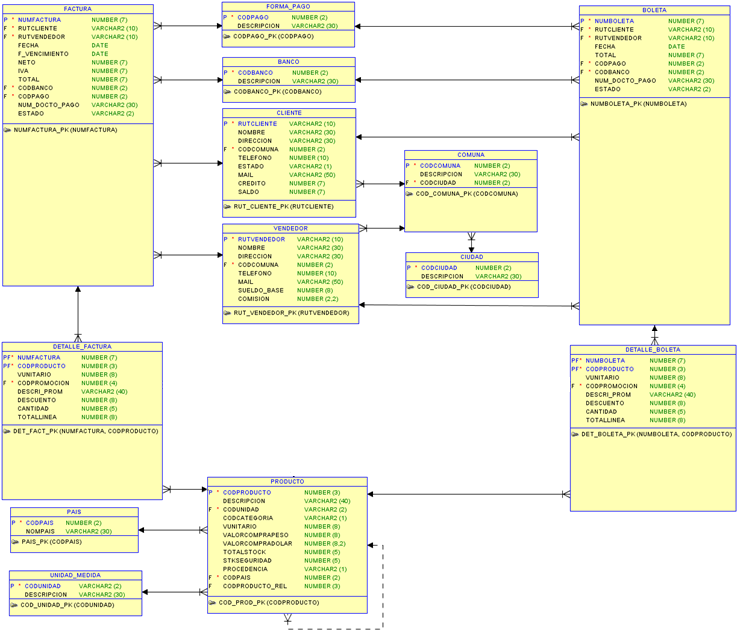 FACTURA
P * NUMFACTURA NUMBER (7)
F * RUTCLIENTE VARCHAR2 (10)
F * RUTVENDEDOR VARCHAR2 (10)
FECHA DATE
F_VENCIMIENTO DATE
NETO NUMBER (7)
IVA NUMBER (7)
TOTAL NUMBER (7)
F * CODBANCO NUMBER (2)
F * CODPAGO NUMBER (2)
NUM_DOCTO_PAGO VARCHAR2 (30)
ESTADO VARCHAR2 (2)
NUMFACTURA_PK (NUMFACTURA)
FORMA_PAGO
P * CODPAGO NUMBER (2)
DESCRIPCION VARCHAR2 (30)
CODPAGO_PK (CODPAGO)
BANCO
P * CODBANCO NUMBER (2)
DESCRIPCION VARCHAR2 (30)
CODBANCO_PK (CODBANCO)
CLIENTE
P * RUTCLIENTE VARCHAR2 (10)
NOMBRE VARCHAR2 (30)
DIRECCION VARCHAR2 (30)
F * CODCOMUNA NUMBER (2)
TELEFONO NUMBER (10)
ESTADO VARCHAR2 (1)
MAIL VARCHAR2 (50)
CREDITO NUMBER (7)
SALDO NUMBER (7)
RUT_CLIENTE_PK (RUTCLIENTE)
VENDEDOR
P * RUTVENDEDOR VARCHAR2 (10)
NOMBRE VARCHAR2 (30)
DIRECCION VARCHAR2 (30)
F * CODCOMUNA NUMBER (2)
TELEFONO NUMBER (10)
MAIL VARCHAR2 (50)
SUELDO_BASE NUMBER (8)
COMISION NUMBER (2,2)
RUT_VENDEDOR_PK (RUTVENDEDOR)
COMUNA
P * CODCOMUNA NUMBER (2)
DESCRIPCION VARCHAR2 (30)
F * CODCIUDAD NUMBER (2)
COD_COMUNA_PK (CODCOMUNA)
CIUDAD
P * CODCIUDAD NUMBER (2)
DESCRIPCION VARCHAR2 (30)
COD_CIUDAD_PK (CODCIUDAD)
BOLETA
P * NUMBOLETA NUMBER (7)
F * RUTCLIENTE VARCHAR2 (10)
F * RUTVENDEDOR VARCHAR2 (10)
FECHA DATE
TOTAL NUMBER (7)
F * CODPAGO NUMBER (2)
F * CODBANCO NUMBER (2)
NUM_DOCTO_PAGO VARCHAR2 (30)
ESTADO VARCHAR2 (2)
NUMBOLETA_PK (NUMBOLETA)
DETALLE_FACTURA
PF* NUMFACTURA NUMBER (7)
PF* CODPRODUCTO NUMBER (3)
VUNITARIO NUMBER (8)
F * CODPROMOCION NUMBER (4)
DESCRI_PROM VARCHAR2 (40)
DESCUENTO NUMBER (8)
CANTIDAD NUMBER (5)
TOTALLINEA NUMBER (8)
DET_FACT_PK (NUMFACTURA, CODPRODUCTO)
DETALLE_BOLETA
PF* NUMBOLETA NUMBER (7)
PF* CODPRODUCTO NUMBER (3)
VUNITARIO NUMBER (8)
F * CODPROMOCION NUMBER (4)
DESCRI_PROM VARCHAR2 (40)
DESCUENTO NUMBER (8)
CANTIDAD NUMBER (5)
TOTALLINEA NUMBER (8)
DET_BOLETA_PK (NUMBOLETA, CODPRODUCTO)
PRODUCTO
P * CODPRODUCTO NUMBER (3)
DESCRIPCION VARCHAR2 (40)
F * CODUNIDAD VARCHAR2 (2)
CODCATEGORIA VARCHAR2 (1)
VUNITARIO NUMBER (8)
VALORCOMPRAPESO NUMBER (8)
VALORCOMPRADOLAR NUMBER (8,2)
TOTALSTOCK NUMBER (5)
STKSEGURIDAD NUMBER (5)
PROCEDENCIA VARCHAR2 (1)
F * CODPAIS NUMBER (2)
F CODPRODUCTO_REL NUMBER (3)
COD_PROD_PK (CODPRODUCTO)
PAIS
P * CODPAIS NUMBER (2)
NOMPAIS VARCHAR2 (30)
PAIS_PK (CODPAIS)
UNIDAD_MEDIDA
P * CODUNIDAD VARCHAR2 (2)
DESCRIPCION VARCHAR2 (30)
COD_UNIDAD_PK (CODUNIDAD)